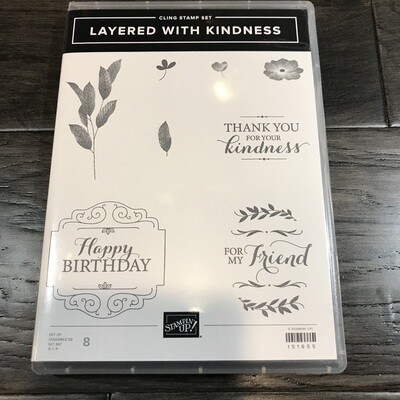 CLING STAMP SET
LAYERED WITH KINDNESS
THANK YOU
FOR YOUR
kindness
Happy
BIRTHDAY
FOR
MY
Friend
STAMPIN' UP!
8